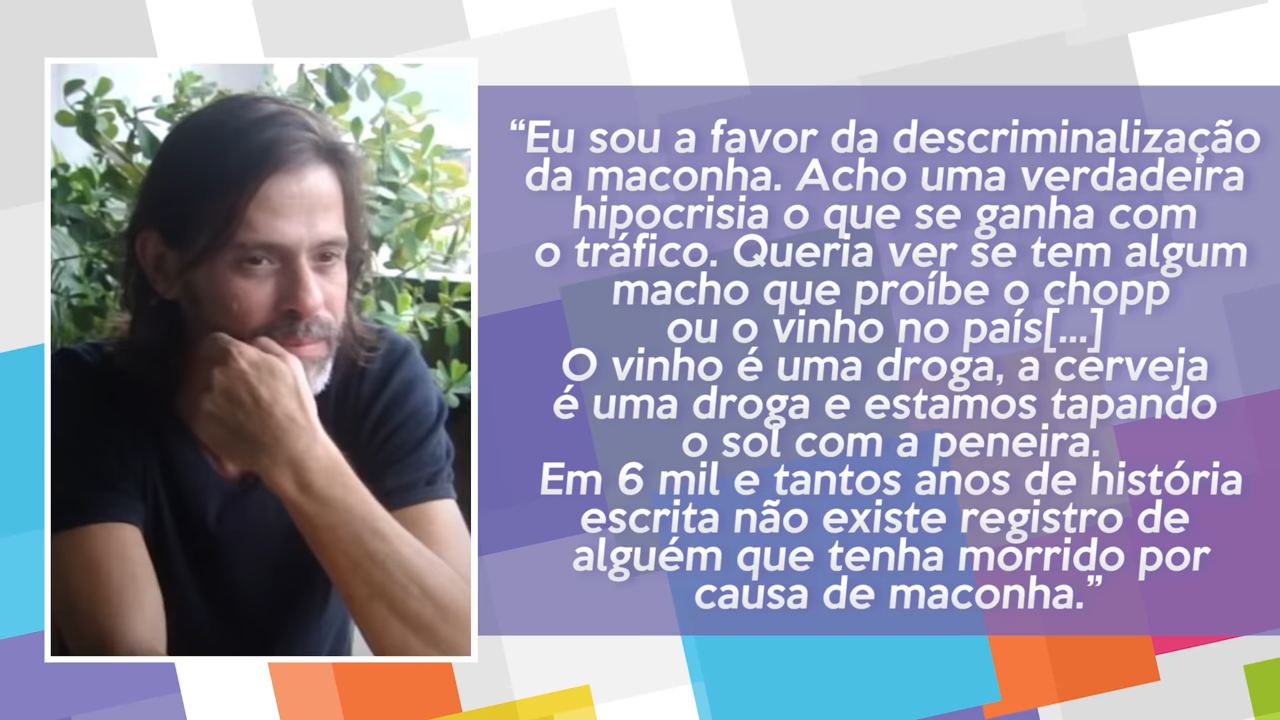 “Eu sou a favor da descriminalização
da maconha. Acho uma verdadeira
hipocrisia o que se ganha com
o tráfico. Queria ver se tem algum
macho que proíbe o chopp
ou o vinho no país[...]
O vinho é uma droga, a cerveja
é uma droga e estamos tapando
o sol com a peneira.
Em 6 mil e tantos anos de história
escrita não existe registro de
alguém que tenha morrido por
causa de maconha.”